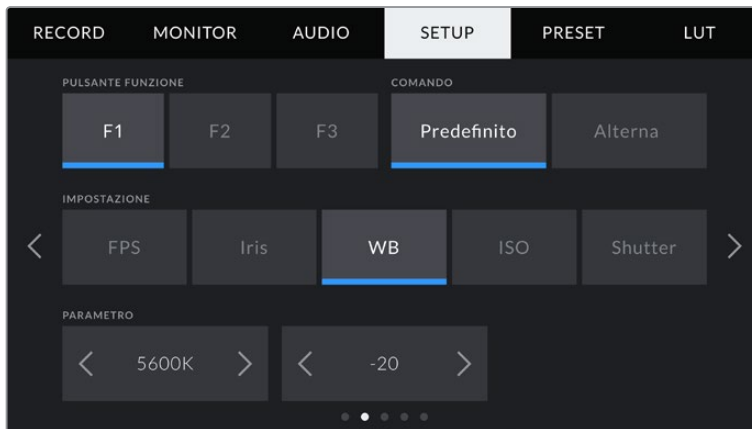 RECORD MONITOR AUDIO SETUP PRESET LUT
PULSANTE FUNZIONE COMANDO
F1 F2 F3 Predefinito Alterna
IMPOSTAZIONE
FPS Iris WB ISO Shutter
PARAMETRO
5600K -20